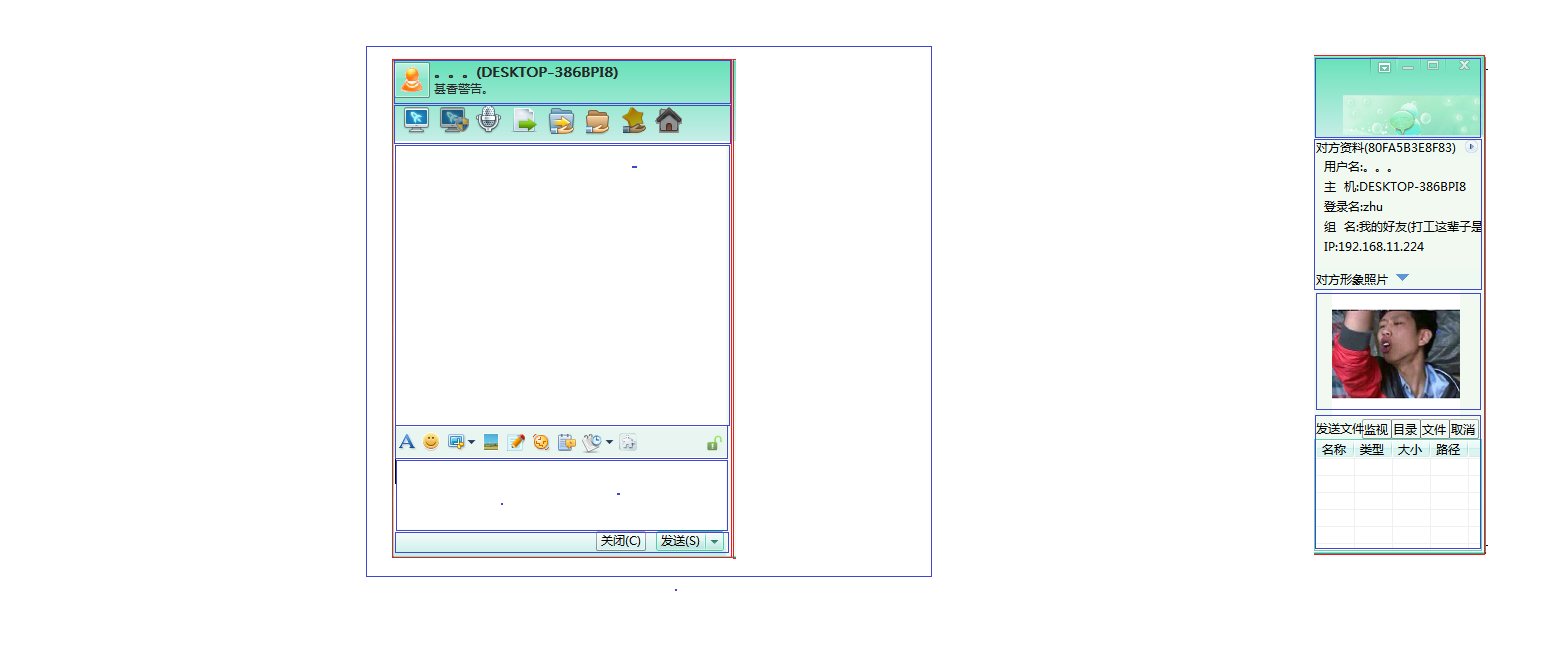 。。。(DESKTOP-386BPI8)
甚香警告。
关闭(C) 发送(S)
对方资料(80FA5B3E8F83)
用户名:。。。
主 机:DESKTOP-386BPI8
登录名:zhu
组 名:我的好友(打工这辈子是
IP:192.168.11.224
对方形象照片
发送文件 监视 目录 文件 取消
名称 类型 大小 路径